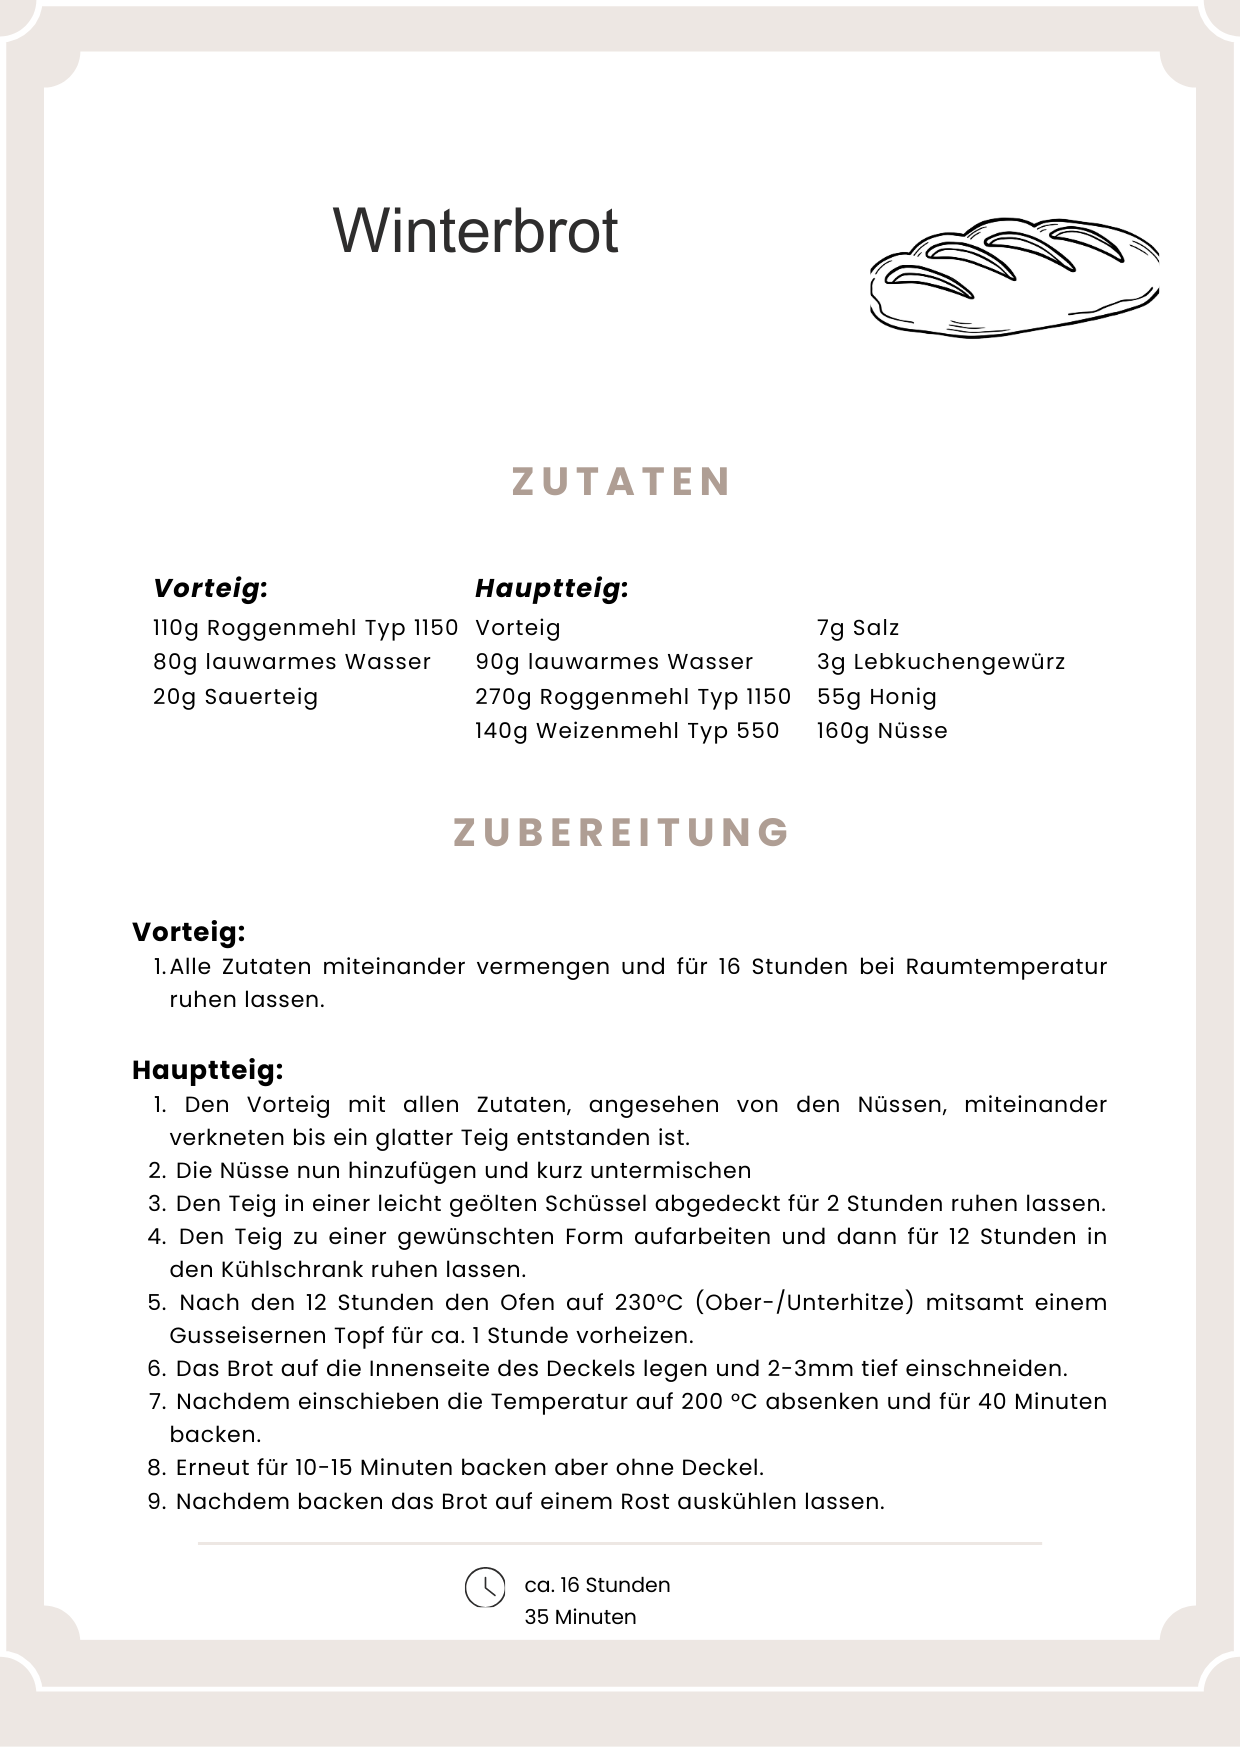 Winterbrot
ZUTATEN
Vorteig:
110g Roggenmehl Typ 1150
80g lauwarmes Wasser
20g Sauerteig
Hauptteig:
Vorteig
90g lauwarmes Wasser
270g Roggenmehl Typ 1150
140g Weizenmehl Typ 550
7g Salz
3g Lebkuchengewürz
55g Honig
160g Nüsse
ZUBEREITUNG
Vorteig:
1. Alle Zutaten miteinander vermengen und für 16 Stunden bei Raumtemperatur
ruhen lassen.
Hauptteig:
1. Den Vorteig mit allen Zutaten, angesehen von den Nüssen, miteinander
verkneten bis ein glatter Teig entstanden ist.
2. Die Nüsse nun hinzufügen und kurz untermischen
3. Den Teig in einer leicht geölten Schüssel abgedeckt für 2 Stunden ruhen lassen.
4. Den Teig zu einer gewünschten Form aufarbeiten und dann für 12 Stunden in
den Kühlschrank ruhen lassen.
5. Nach den 12 Stunden den Ofen auf 230°C (Ober-/Unterhitze) mitsamt einem
Gusseisernen Topf für ca. 1 Stunde vorheizen.
6. Das Brot auf die Innenseite des Deckels legen und 2-3mm tief einschneiden.
7. Nachdem einschieben die Temperatur auf 200 °C absenken und für 40 Minuten
backen.
8. Erneut für 10-15 Minuten backen aber ohne Deckel.
9. Nachdem backen das Brot auf einem Rost auskühlen lassen.
ca. 16 Stunden
35 Minuten